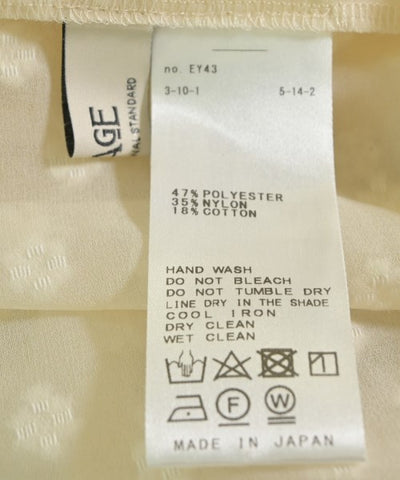 AGE
NAL STANDARD
no. EY43
3-10-1 5-14-2
47% POLYESTER
35% NYLON
18% COTTON
HAND WASH
DO NOT BLEACH
DO NOT TUMBLE DRY
LINE DRY IN THE SHADE
COOL IRON
DRY CLEAN
WET CLEAN
F W
MADE IN JAPAN